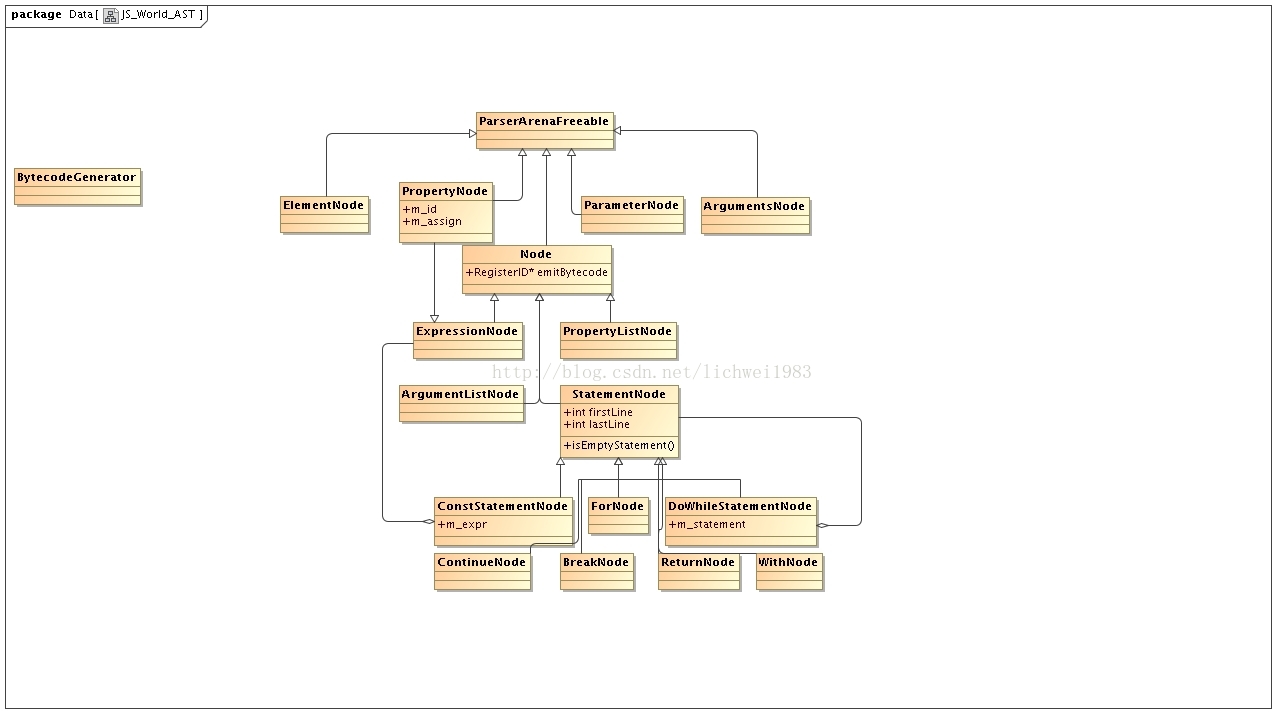 package Data[ JS_World_AST ]
ParserArenaFreeable
BytecodeGenerator
ElementNode
PropertyNode
+m_id
+m_assign
ParameterNode
ArgumentsNode
Node
+RegisterID* emitBytecode
ExpressionNode
PropertyListNode
http://blog.csdn.net/lichwei1983
ArgumentListNode
StatementNode
+int firstLine
+int lastLine
+isEmptyStatement()
ConstStatementNode
+m_expr
ForNode
DoWhileStatementNode
+m_statement
ContinueNode
BreakNode
ReturnNode
WithNode